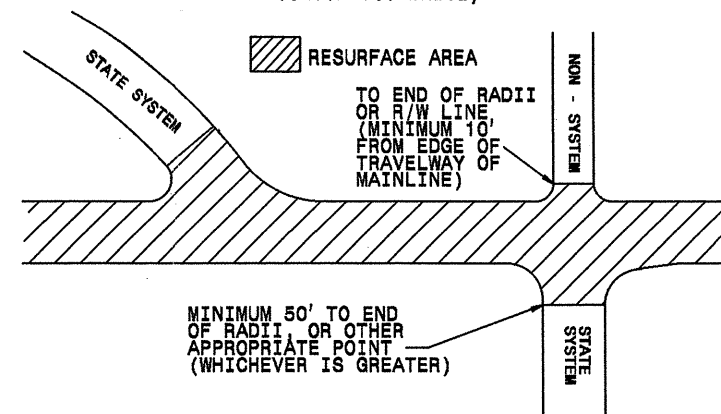 STATE SYSTEM
RESURFACE AREA
TO END OF RADII
OR R/W LINE
(MINIMUM 10'
FROM EDGE OF
TRAVELWAY OF
MAINLINE)
NON - SYSTEM
MINIMUM 50' TO END
OF RADII, OR OTHER
APPROPRIATE POINT
(WHICHEVER IS GREATER)
STATE
SYSTEM